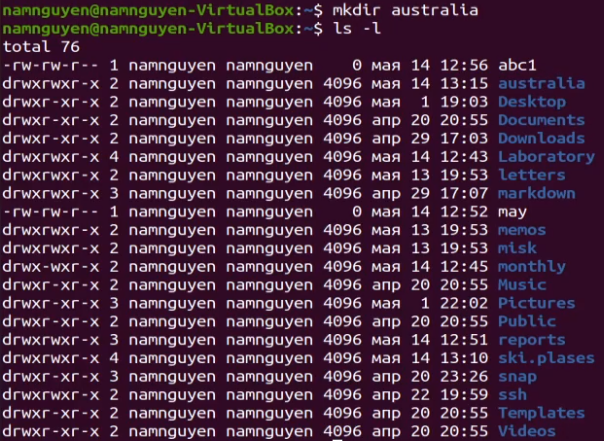 namnguyen@namnguyen-VirtualBox:~$ mkdir australia
namnguyen@namnguyen-VirtualBox:~$ ls -l
total 76
-rw-rw-r-- 1 namnguyen namnguyen    0 мая 14 12:56 abc1
drwxrwxr-x 2 namnguyen namnguyen 4096 мая 14 13:15 australia
drwxr-xr-x 2 namnguyen namnguyen 4096 мая  1 19:03 Desktop
drwxr-xr-x 2 namnguyen namnguyen 4096 апр 20 20:55 Documents
drwxr-xr-x 2 namnguyen namnguyen 4096 апр 29 17:03 Downloads
drwxrwxr-x 4 namnguyen namnguyen 4096 мая 14 12:43 Laboratory
drwxrwxr-x 2 namnguyen namnguyen 4096 мая 13 19:53 letters
drwxrwxr-x 3 namnguyen namnguyen 4096 апр 29 17:07 markdown
-rw-rw-r-- 1 namnguyen namnguyen    0 мая 14 12:52 may
drwxrwxr-x 2 namnguyen namnguyen 4096 мая 13 19:53 memos
drwxrwxr-x 2 namnguyen namnguyen 4096 мая 13 19:53 misk
drwx-wxr-x 2 namnguyen namnguyen 4096 мая 14 12:45 monthly
drwxr-xr-x 2 namnguyen namnguyen 4096 апр 20 20:55 Music
drwxr-xr-x 3 namnguyen namnguyen 4096 мая  1 22:02 Pictures
drwxr-xr-x 2 namnguyen namnguyen 4096 апр 20 20:55 Public
drwxrwxr-x 3 namnguyen namnguyen 4096 мая 14 12:51 reports
drwxrwxr-x 4 namnguyen namnguyen 4096 мая 14 13:10 ski.plases
drwxr-xr-x 3 namnguyen namnguyen 4096 апр 20 23:26 snap
drwxrwxr-x 2 namnguyen namnguyen 4096 апр 22 19:59 ssh
drwxr-xr-x 2 namnguyen namnguyen 4096 апр 20 20:55 Templates
drwxr-xr-x 2 namnguyen namnguyen 4096 апр 20 20:55 Videos